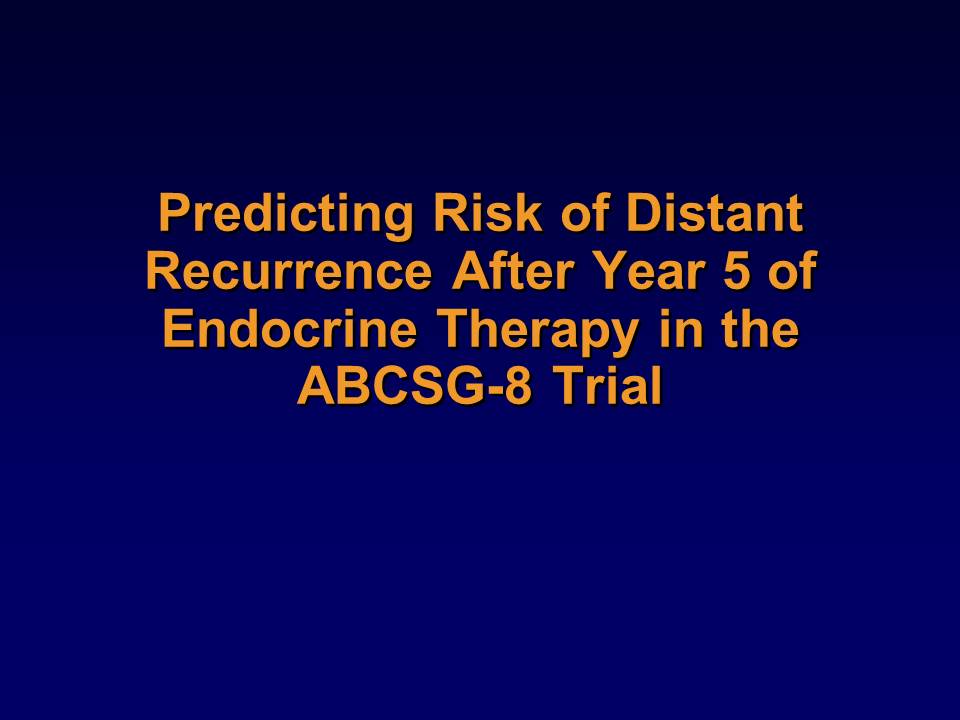 Predicting Risk of Distant
Recurrence After Year 5 of
Endocrine Therapy in the
ABCSG-8 Trial